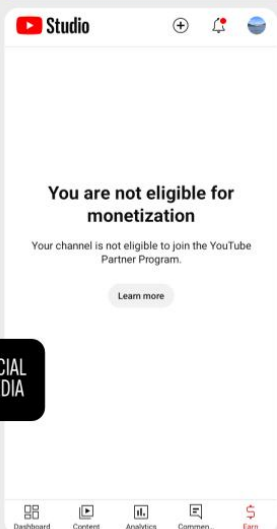 Studio
You are not eligible for
monetization
Your channel is not eligible to join the YouTube
Partner Program.
Learn more
CIAL
DIA
Dashboard Content Analytics Commen... Earn